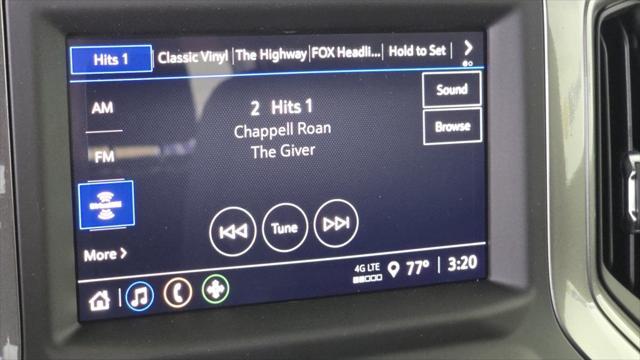 Hits 1 Classic Vinyl The Highway FOX Headli... Hold to Set
AM
2 Hits 1
Sound
Chappell Roan
Browse
FM
The Giver
Tune
More >
4G LTE
77° 3:20